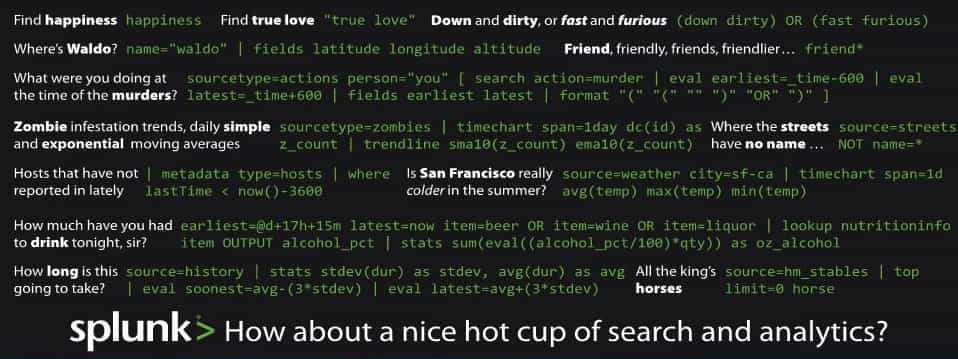 Find happiness happiness Find true love "true love" Down and dirty, or fast and furious (down dirty) OR (fast furious)
Where's Waldo? name="waldo" | fields latitude longitude altitude Friend, friendly, friends, friendlier... friend*
What were you doing at the time of the murders? sourcetype=actions person="you" [ search action=murder | eval earliest=_time-600 | eval
latest=_time+600 | fields earliest latest | format "(" "(" "" ")" "OR" ")" ]
Zombie infestation trends, daily simple and exponential moving averages sourcetype=zombies | timechart span=1day dc(id) as
z_count | trendline sma10(z_count) ema10(z_count)
Where the streets have no name ... source=streets
NOT name=*
Hosts that have not reported in lately | metadata type=hosts | where
lastTime < now()-3600
Is San Francisco really colder in the summer? source=weather city=sf-ca | timechart span=1d
avg(temp) max(temp) min(temp)
How much have you had to drink tonight, sir? earliest=@d+17h+15m latest=now item=beer OR item=wine OR item=liquor | lookup nutritioninfo
item OUTPUT alcohol_pct | stats sum(eval((alcohol_pct/100)*qty)) as oz_alcohol
How long is this going to take? source=history | stats stdev(dur) as stdev, avg(dur) as avg
| eval soonest=avg-(3*stdev) | eval latest=avg+(3*stdev)
All the king's horses source=hm_stables | top
limit=0 horse
splunk> How about a nice hot cup of search and analytics?